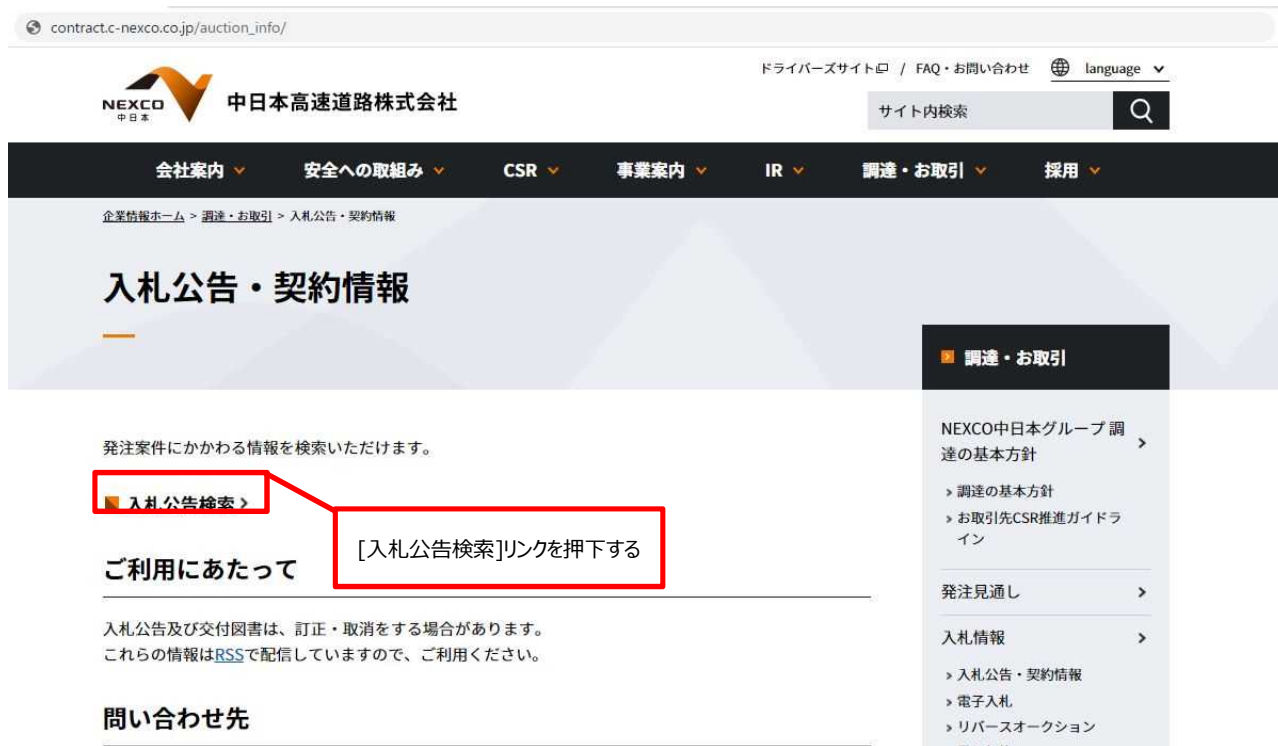 contract.c-nexco.co.jp/auction_info/
ドライバーズサイト / FAQ・お問い合わせ language
NEXCO
中日本
中日本高速道路株式会社
サイト内検索
会社案内 安全への取組み CSR 事業案内 IR 調達・お取引 採用
企業情報ホーム > 調達・お取引 > 入札公告・契約情報
入札公告・契約情報
発注案件にかかわる情報を検索いただけます。
入札公告検索 >
[入札公告検索]リンクを押下する
ご利用にあたって
入札公告及び交付図書は、訂正・取消をする場合があります。
これらの情報はRSSで配信していますので、ご利用ください。
問い合わせ先
調達・お取引
NEXCO中日本グループ 調
達の基本方針
› 調達の基本方針
› お取引先CSR推進ガイドラ
イン
発注見通し
入札情報
› 入札公告・契約情報
› 電子入札
› リバースオークション